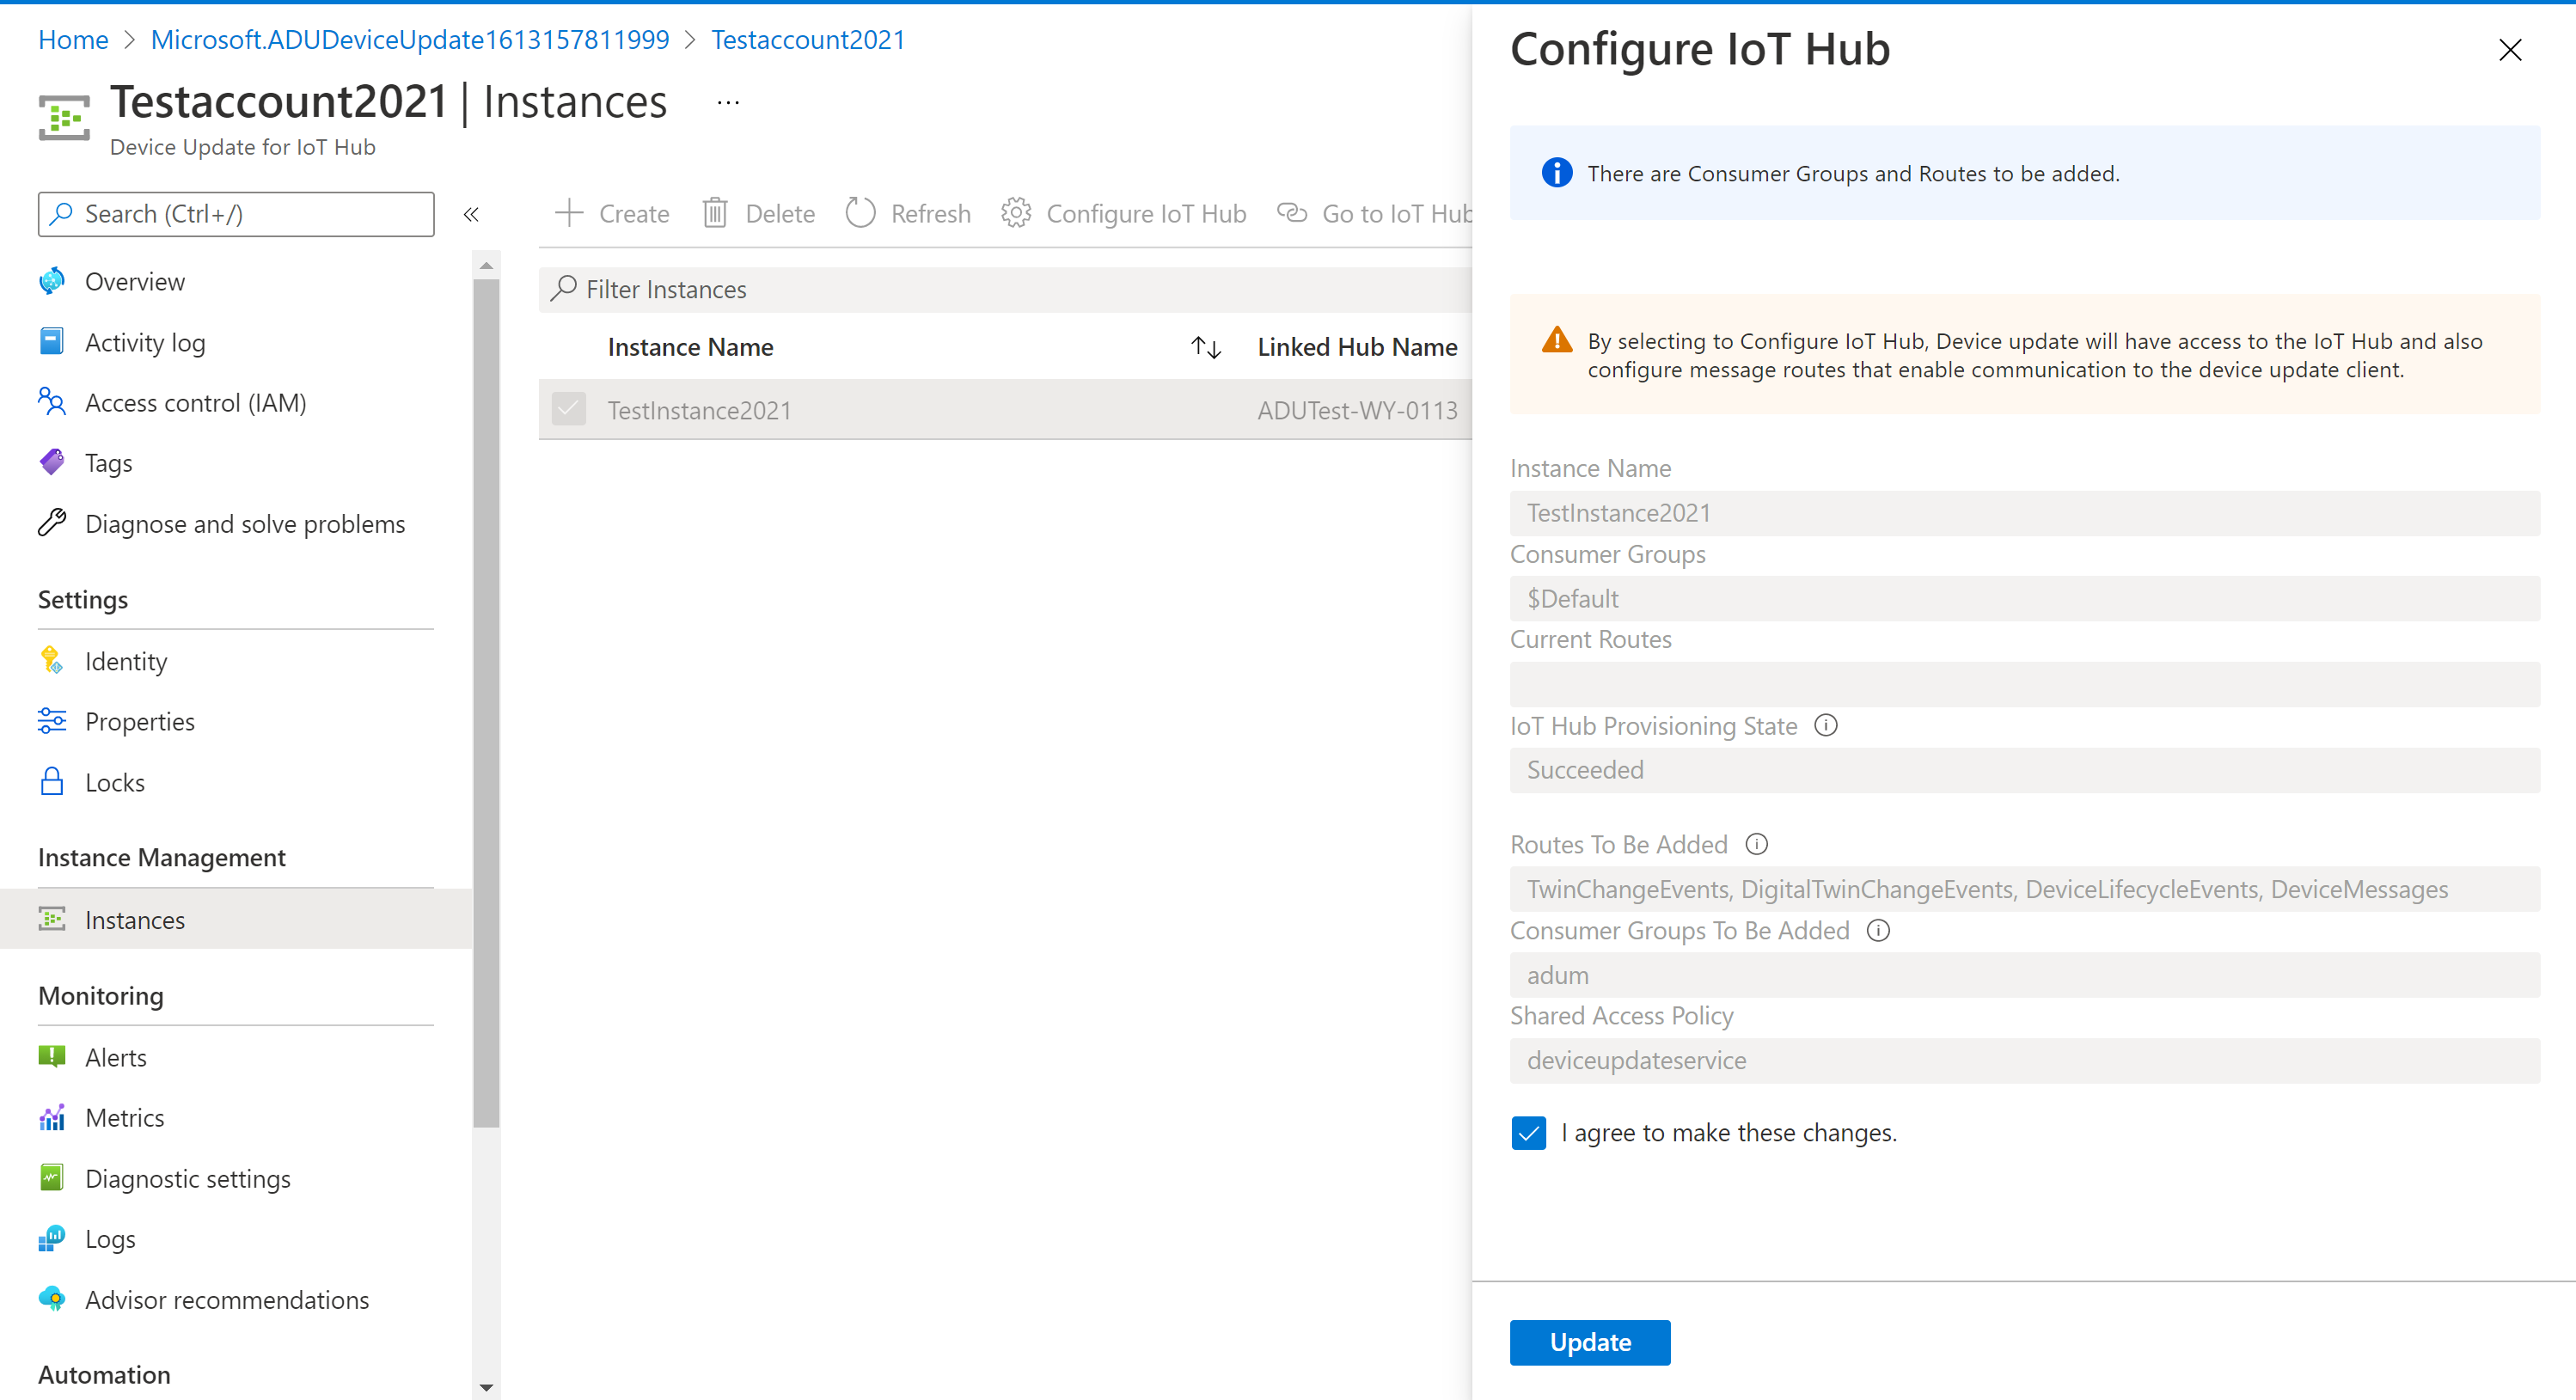 Home > Microsoft.ADUDeviceUpdate1613157811999 > Testaccount2021
Testaccount2021 | Instances ...
Device Update for IoT Hub
Search (Ctrl+/)
«
Overview
Activity log
Access control (IAM)
Tags
Diagnose and solve problems
Settings
Identity
Properties
Locks
Instance Management
Instances
Monitoring
Alerts
Metrics
Diagnostic settings
Logs
Advisor recommendations
Automation
Create Delete Refresh Configure IoT Hub Go to IoT Hub
Filter Instances
Instance Name Linked Hub Name
TestInstance2021 ADUTest-WY-0113
Configure IoT Hub
There are Consumer Groups and Routes to be added.
By selecting to Configure IoT Hub, Device update will have access to the IoT Hub and also
configure message routes that enable communication to the device update client.
Instance Name
TestInstance2021
Consumer Groups
$Default
Current Routes
IoT Hub Provisioning State
Succeeded
Routes To Be Added
TwinChangeEvents, DigitalTwinChangeEvents, DeviceLifecycleEvents, DeviceMessages
Consumer Groups To Be Added
adum
Shared Access Policy
deviceupdateservice
I agree to make these changes.
Update